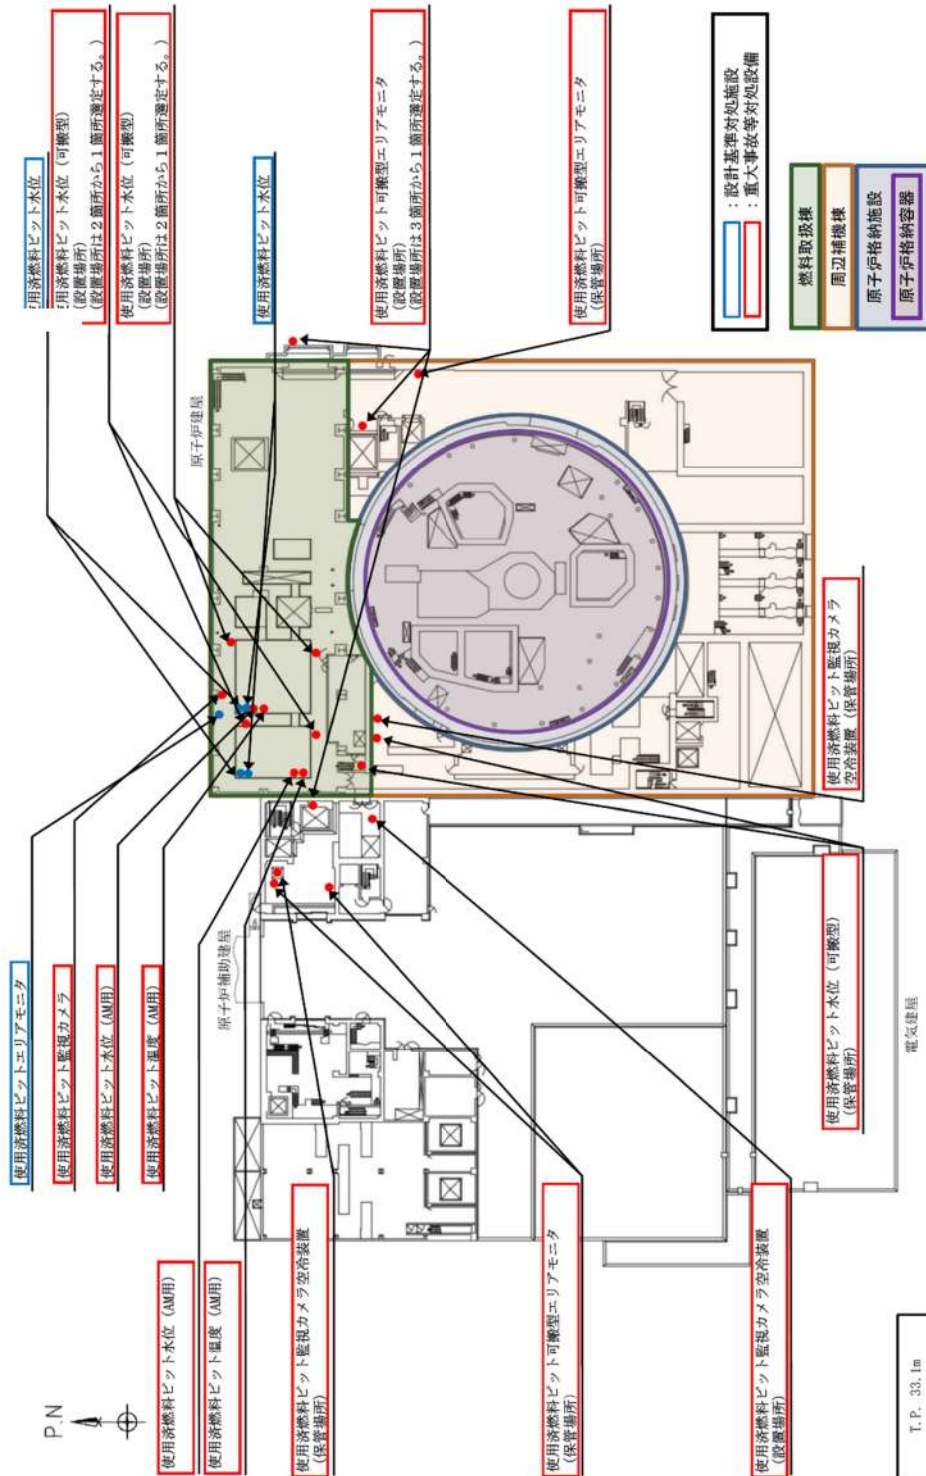 P.N
使用済燃料ピットエリアモニタ
使用済燃料ピット監視カメラ
使用済燃料ピット水位（AM用）
使用済燃料ピット温度（AM用）
使用済燃料ピット水位（AM用）
使用済燃料ピット温度（AM用）
使用済燃料ピット監視カメラ空冷装置
（保管場所）
使用済燃料ピット可搬型エリアモニタ
（保管場所）
使用済燃料ピット監視カメラ空冷装置
（設置場所）
使用済燃料ピット水位
使用済燃料ピット水位（可搬型）
（設置場所）
（設置場所は2箇所から1箇所選定する。）
使用済燃料ピット水位（可搬型）
（設置場所）
（設置場所は2箇所から1箇所選定する。）
使用済燃料ピット水位
使用済燃料ピット可搬型エリアモニタ
（設置場所）
（設置場所は3箇所から1箇所選定する。）
使用済燃料ピット可搬型エリアモニタ
（保管場所）
原子炉建屋
原子炉補助建屋
電気建屋
使用済燃料ピット水位（可搬型）
（保管場所）
使用済燃料ピット監視カメラ
空冷装置（保管場所）
：設計基準対処施設
：重大事故等対処設備
燃料取扱棟
周辺補機棟
原子炉格納施設
原子炉格納容器
T.P. 33.1m